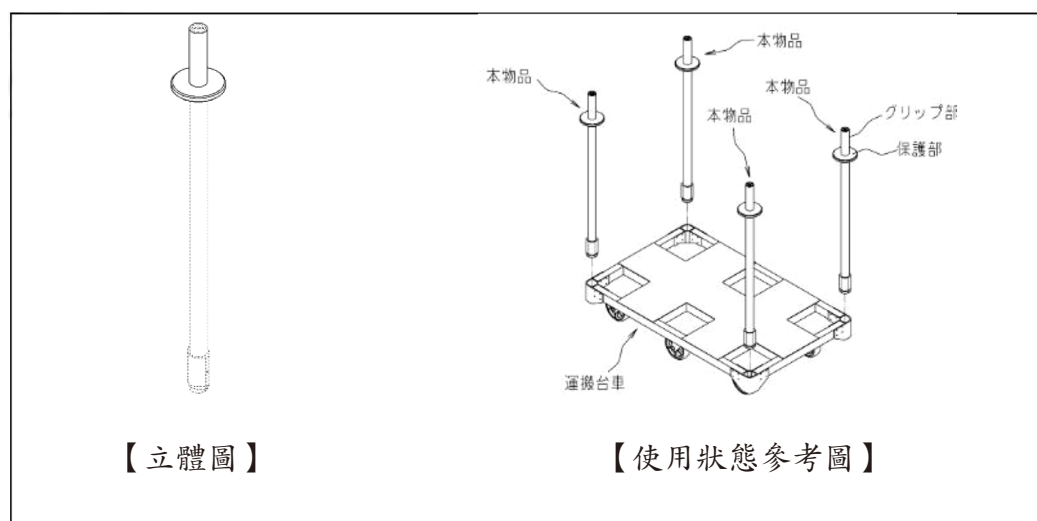 本物品
本物品
本物品
本物品
グリップ部
保護部
運搬台車
【立體圖】
【使用狀態參考圖】